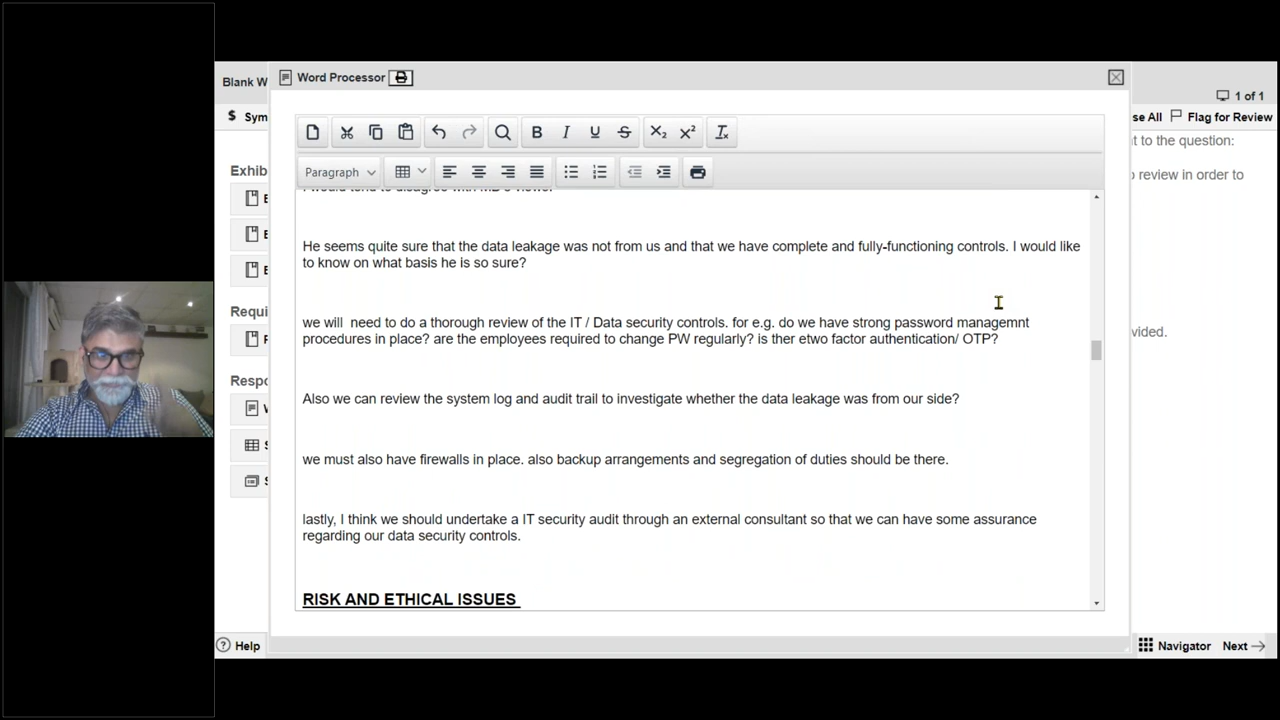 Blank W
Word Processor
1 of 1
$ Sym
se All
Flag for Review
Paragraph
t to the question:
Exhib
review in order to
E
E
E
Requi
vided.
Respo
I would tend to disagree with MD's views.
He seems quite sure that the data leakage was not from us and that we have complete and fully-functioning controls. I would like
to know on what basis he is so sure?
we will  need to do a thorough review of the IT / Data security controls. for e.g. do we have strong password managemnt
procedures in place? are the employees required to change PW regularly? is ther etwo factor authentication/ OTP?
Also we can review the system log and audit trail to investigate whether the data leakage was from our side?
we must also have firewalls in place. also backup arrangements and segregation of duties should be there.
lastly, I think we should undertake a IT security audit through an external consultant so that we can have some assurance
regarding our data security controls.
RISK AND ETHICAL ISSUES
Help
Navigator
Next